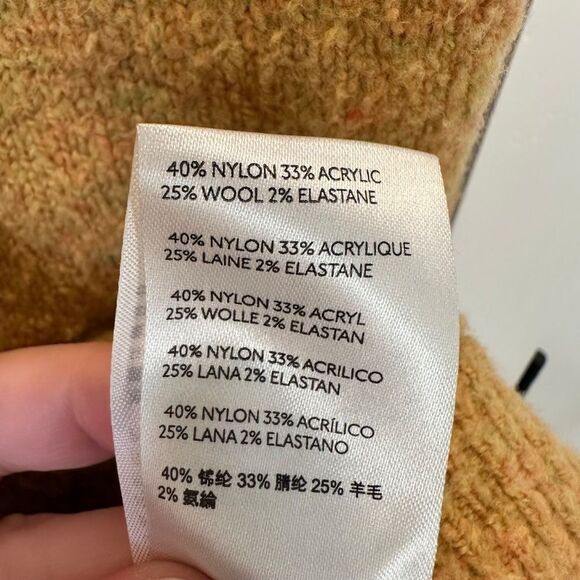 40% NYLON 33% ACRYLIC
25% WOOL 2% ELASTANE
40% NYLON 33% ACRYLIQUE
25% LAINE 2% ELASTANE
40% NYLON 33% ACRYL
25% WOLLE 2% ELASTAN
40% NYLON 33% ACRILICO
25% LANA 2% ELASTAN
40% NYLON 33% ACRÍLICO
25% LANA 2% ELASTANO
40% 锑纶 33% 腈纶 25% 羊毛
2% 氨綸